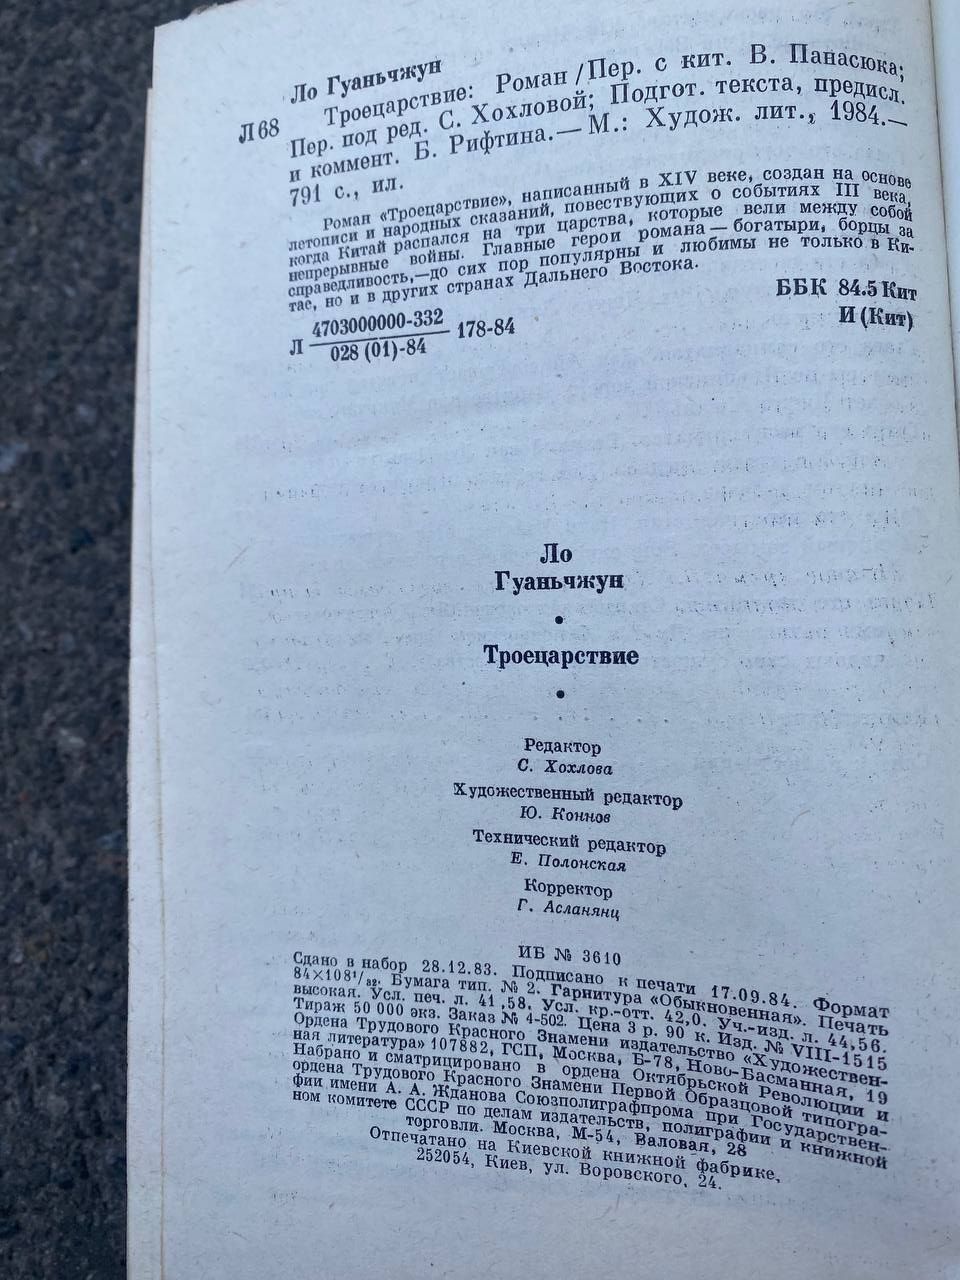 Ло Гуаньчжун
Л68
Троецарствие: Роман / Пер. с кит. В. Панасюка;
Пер. под ред. С. Хохловой; Подгот. текста, предисл.
и коммент. Б. Рифтина.— М.: Худож. лит., 1984.—
791 с., ил.
Роман «Троецарствие», написанный в XIV веке, создан на основе
летописи и народных сказаний, повествующих о событиях III века,
когда Китай распался на три царства, которые вели между собой
непрерывные войны. Главные герои романа — богатыри, борцы за
справедливость,—до сих пор популярны и любимы не только в Ки-
тае, но и в других странах Дальнего Востока.
Л 4703000000-332 178-84
028 (01)-84
ББК 84.5 Кит
И (Кит)
Ло
Гуаньчжун
•
Троецарствие
•
Редактор
С. Хохлова
Художественный редактор
Ю. Коннов
Технический редактор
Е. Полонская
Корректор
Г. Асланянц
ИБ № 3610
Сдано в набор 28.12.83. Подписано к печати 17.09.84. Формат
84×108¹/₃₂. Бумага тип. № 2. Гарнитура «Обыкновенная». Печать
высокая. Усл. печ. л. 41,58. Усл. кр.-отт. 42,0. Уч.-изд. л. 44,56.
Тираж 50 000 экз. Заказ № 4-502. Цена 3 р. 90 к. Изд. № VIII-1515
Ордена Трудового Красного Знамени издательство «Художествен-
ная литература» 107882, ГСП, Москва, Б-78, Ново-Басманная, 19
Набрано и сматрицировано в ордена Октябрьской Революции и
ордена Трудового Красного Знамени Первой Образцовой типогра-
фии имени А. А. Жданова Союзполиграфпрома при Государствен-
ном комитете СССР по делам издательств, полиграфии и книжной
торговли. Москва, М-54, Валовая, 28
Отпечатано на Киевской книжной фабрике,
252054, Киев, ул. Воровского, 24.